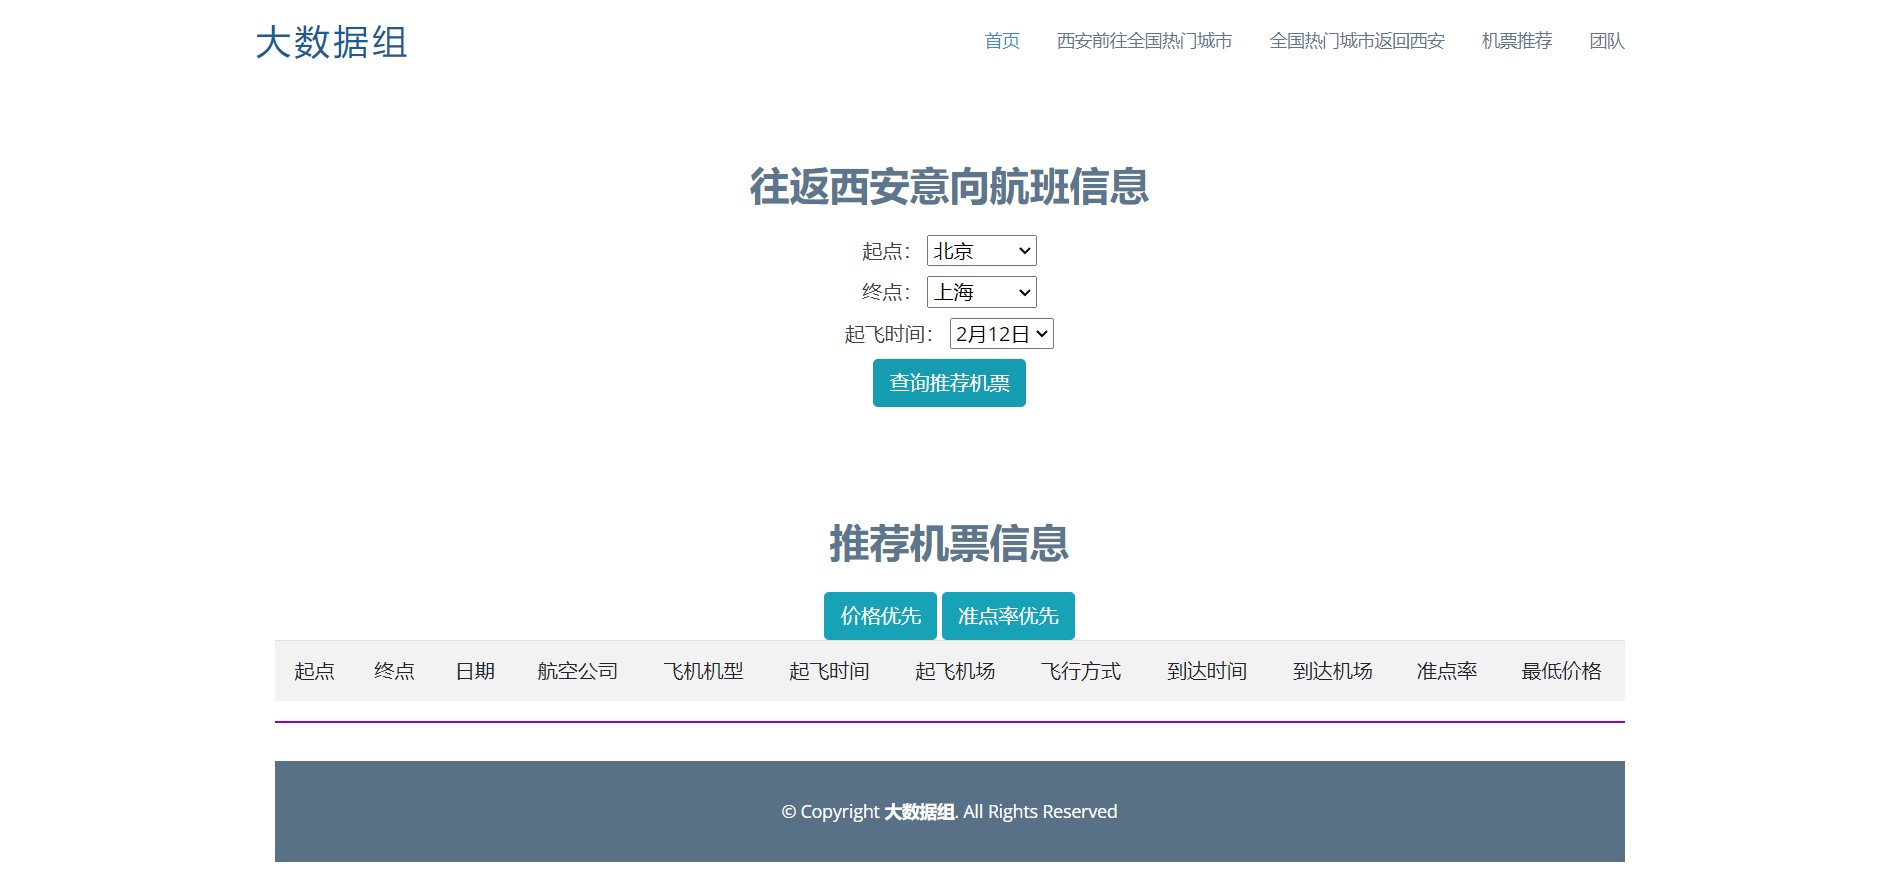 大数据组
首页 西安前往全国热门城市 全国热门城市返回西安 机票推荐 团队
往返西安意向航班信息
起点： 北京
终点： 上海
起飞时间： 2月12日
查询推荐机票
推荐机票信息
价格优先 准点率优先
起点 终点 日期 航空公司 飞机机型 起飞时间 起飞机场 飞行方式 到达时间 到达机场 准点率 最低价格
© Copyright 大数据组. All Rights Reserved